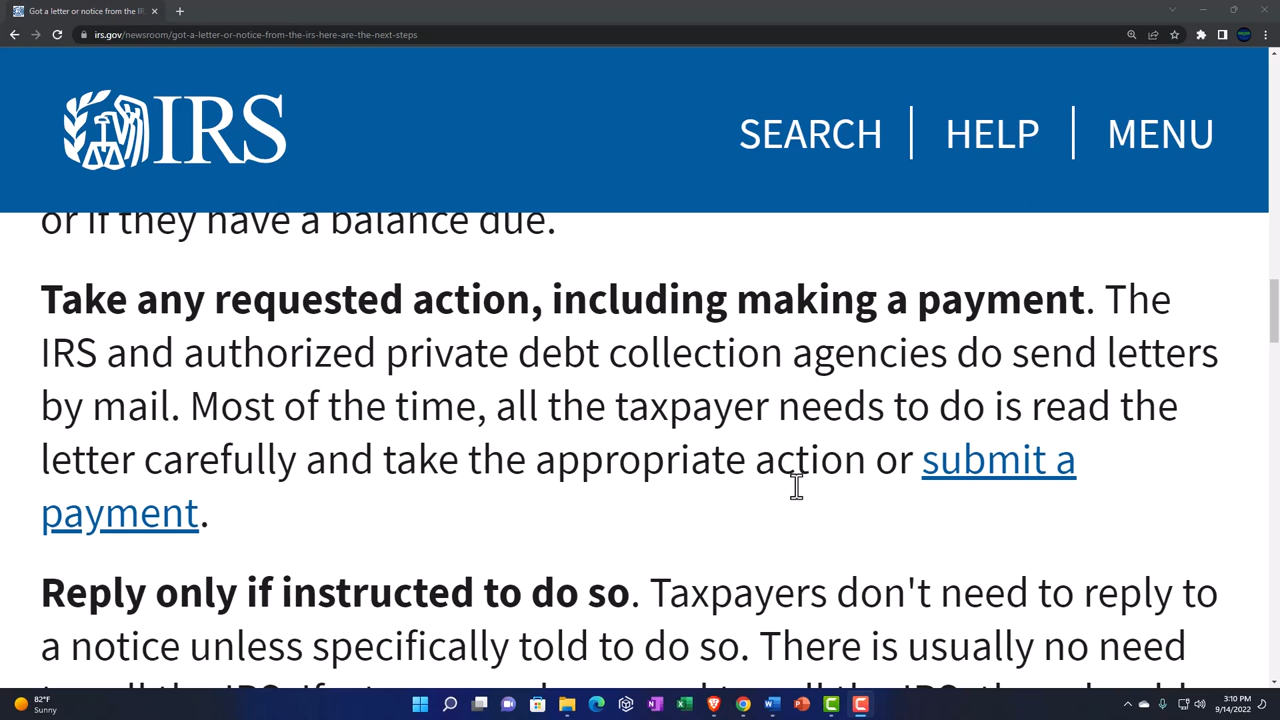 Got a letter or notice from the IR
irs.gov/newsroom/got-a-letter-or-notice-from-the-irs-here-are-the-next-steps
IRS
SEARCH
HELP
MENU
or if they have a balance due.
Take any requested action, including making a payment. The
IRS and authorized private debt collection agencies do send letters
by mail. Most of the time, all the taxpayer needs to do is read the
letter carefully and take the appropriate action or submit a
payment.
Reply only if instructed to do so. Taxpayers don't need to reply to
a notice unless specifically told to do so. There is usually no need
82°F
Sunny
3:10 PM
9/14/2022